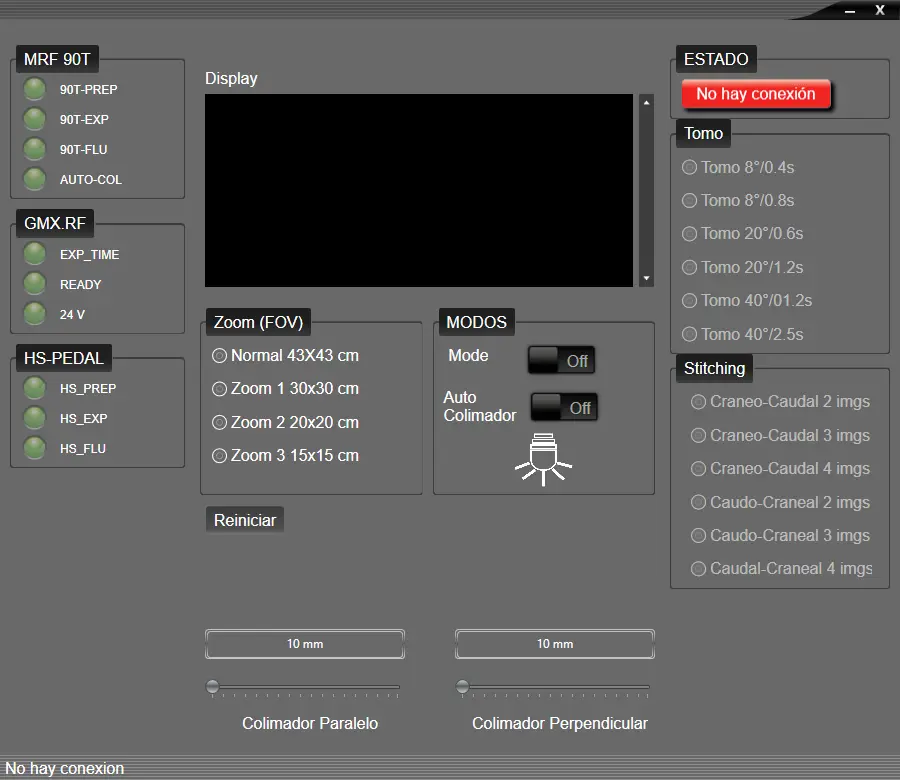 X
MRF 90T
90T-PREP
90T-EXP
90T-FLU
AUTO-COL
GMX.RF
EXP_TIME
READY
24 V
HS-PEDAL
HS_PREP
HS_EXP
HS_FLU
Display
Zoom (FOV)
Normal 43X43 cm
Zoom 1 30x30 cm
Zoom 2 20x20 cm
Zoom 3 15x15 cm
MODOS
Mode
Off
Auto
Colimador
Off
Reiniciar
10 mm
Colimador Paralelo
10 mm
Colimador Perpendicular
ESTADO
No hay conexión
Tomo
Tomo 8°/0.4s
Tomo 8°/0.8s
Tomo 20°/0.6s
Tomo 20°/1.2s
Tomo 40°/01.2s
Tomo 40°/2.5s
Stitching
Craneo-Caudal 2 imgs
Craneo-Caudal 3 imgs
Craneo-Caudal 4 imgs
Caudo-Craneal 2 imgs
Caudo-Craneal 3 imgs
Caudal-Craneal 4 imgs
No hay conexion